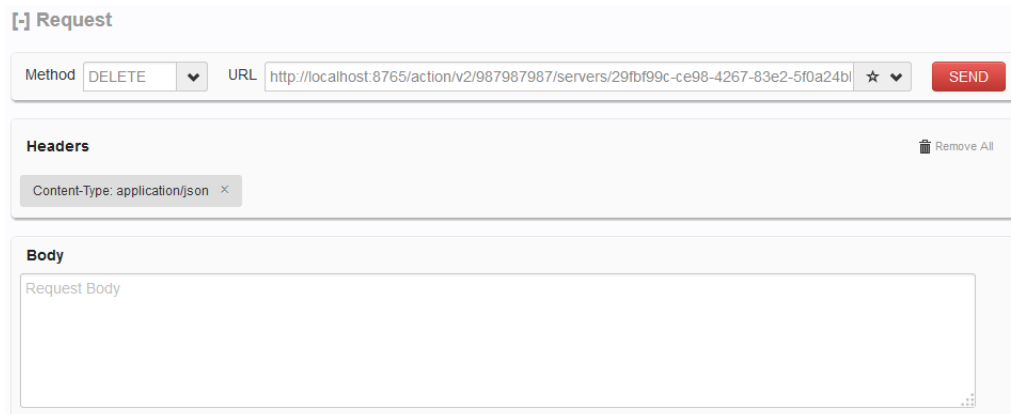 [-] Request
Method DELETE URL http://localhost:8765/action/v2/987987987/servers/29fbf99c-ce98-4267-83e2-5f0a24bl SEND
Headers Remove All
Content-Type: application/json ×
Body
Request Body